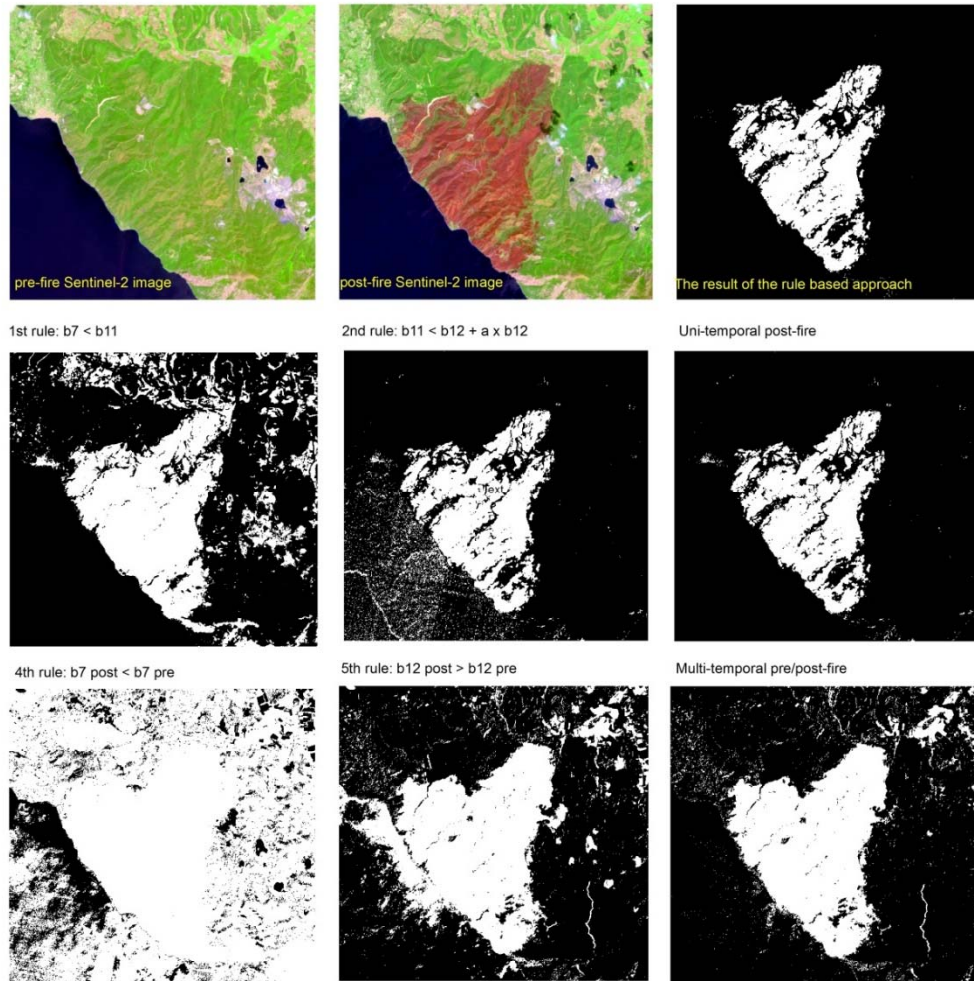 pre-fire Sentinel-2 image
post-fire Sentinel-2 image
The result of the rule based approach
1st rule: b7 < b11
2nd rule: b11 < b12 + a x b12
Uni-temporal post-fire
Text
4th rule: b7 post < b7 pre
5th rule: b12 post > b12 pre
Multi-temporal pre/post-fire